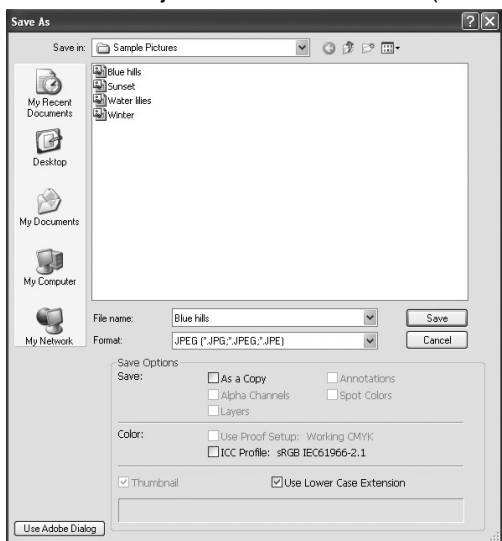 Save As
Save in:
Sample Pictures
Blue hills
Sunset
Water lilies
Winter
My Recent
Documents
Desktop
My Documents
My Computer
My Network
File name:
Blue hills
Save
Format:
JPEG (*.JPG;*.JPEG;*.JPE)
Cancel
Save Options
Save:
As a Copy
Annotations
Alpha Channels
Spot Colors
Layers
Color:
Use Proof Setup: Working CMYK
ICC Profile: sRGB IEC61966-2.1
Thumbnail
Use Lower Case Extension
Use Adobe Dialog